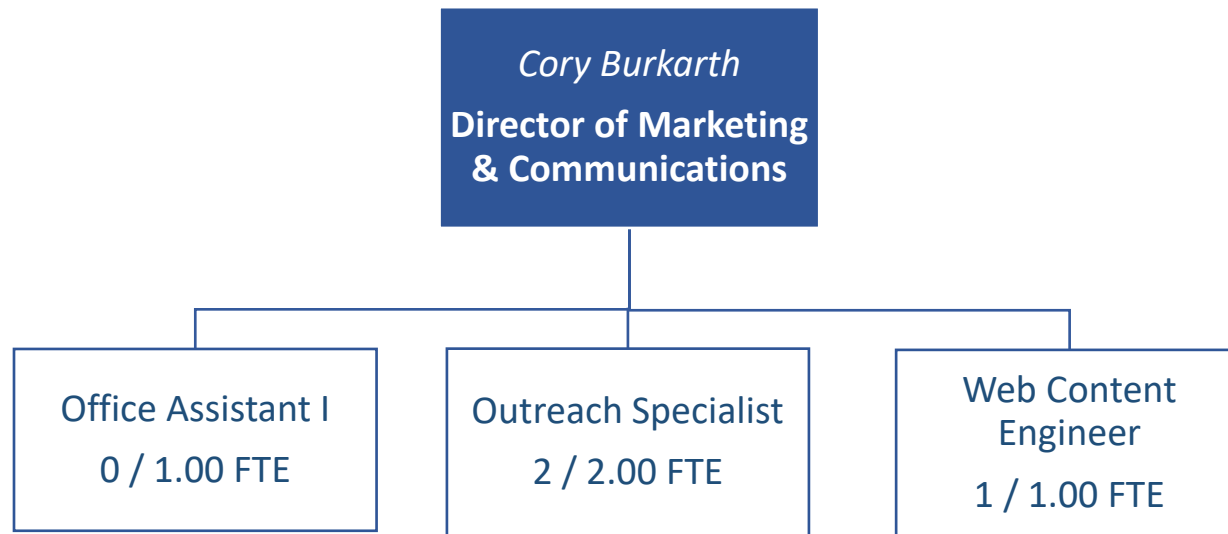 Cory Burkarth
Director of Marketing
& Communications
Office Assistant I
0 / 1.00 FTE
Outreach Specialist
2 / 2.00 FTE
Web Content
Engineer
1 / 1.00 FTE